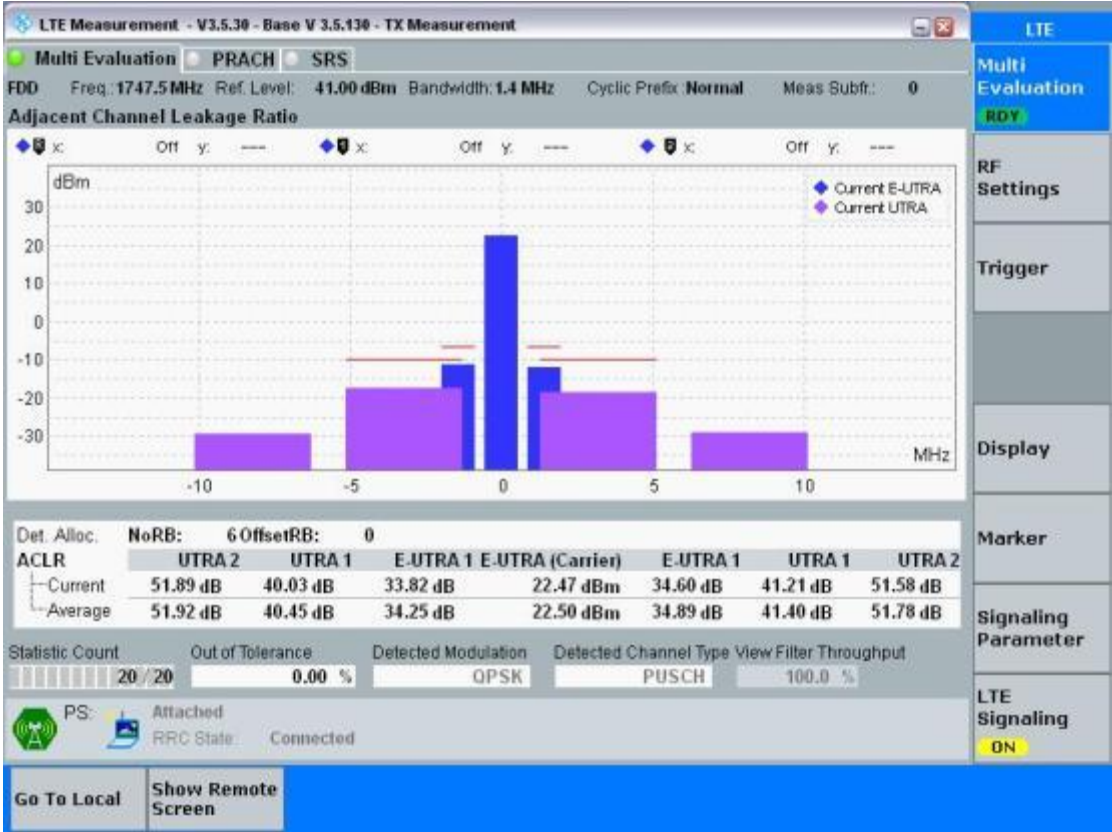 LTE Measurement - V3.5.30 - Base V 3.5.130 - TX Measurement
Multi Evaluation PRACH SRS
FDD Freq.: 1747.5 MHz Ref. Level: 41.00 dBm Bandwidth: 1.4 MHz Cyclic Prefix: Normal Meas Subfr.: 0
Adjacent Channel Leakage Ratio
x: Off y: --- x: Off y: --- x: Off y: ---
dBm
Current E-UTRA
Current UTRA
30
20
10
0
-10
-20
-30
MHz
-10 -5 0 5 10
Det. Alloc. NoRB: 6 OffsetRB: 0
ACLR UTRA 2 UTRA 1 E-UTRA 1 E-UTRA (Carrier) E-UTRA 1 UTRA 1 UTRA 2
Current 51.89 dB 40.03 dB 33.82 dB 22.47 dBm 34.60 dB 41.21 dB 51.58 dB
Average 51.92 dB 40.45 dB 34.25 dB 22.50 dBm 34.89 dB 41.40 dB 51.78 dB
Statistic Count Out of Tolerance Detected Modulation Detected Channel Type View Filter Throughput
20 / 20 0.00 % QPSK PUSCH 100.0 %
PS: Attached
RRC State: Connected
Go To Local
Show Remote
Screen
LTE
Multi
Evaluation
RDY
RF
Settings
Trigger
Display
Marker
Signaling
Parameter
LTE
Signaling
ON